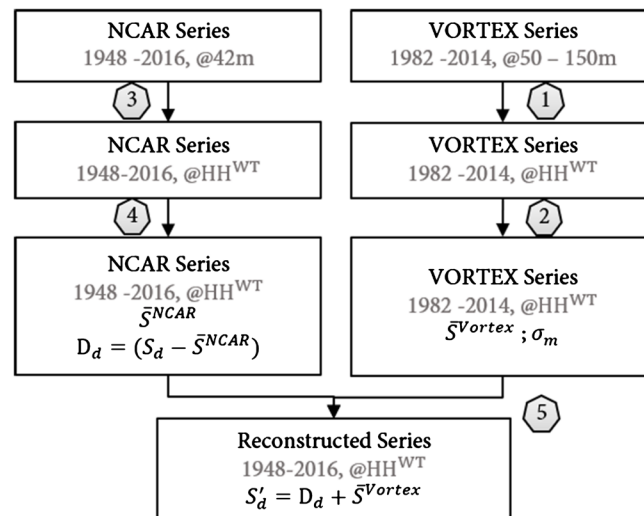 NCAR Series
1948 -2016, @42m
VORTEX Series
1982 -2014, @50 – 150m
3
1
NCAR Series
1948-2016, @HH^WT
VORTEX Series
1982 -2014, @HH^WT
4
2
NCAR Series
1948 -2016, @HH^WT
S̄^NCAR
D_d = (S_d − S̄^NCAR)
VORTEX Series
1982 -2014, @HH^WT
S̄^Vortex ; σ_m
5
Reconstructed Series
1948-2016, @HH^WT
S'_d = D_d + S̄^Vortex